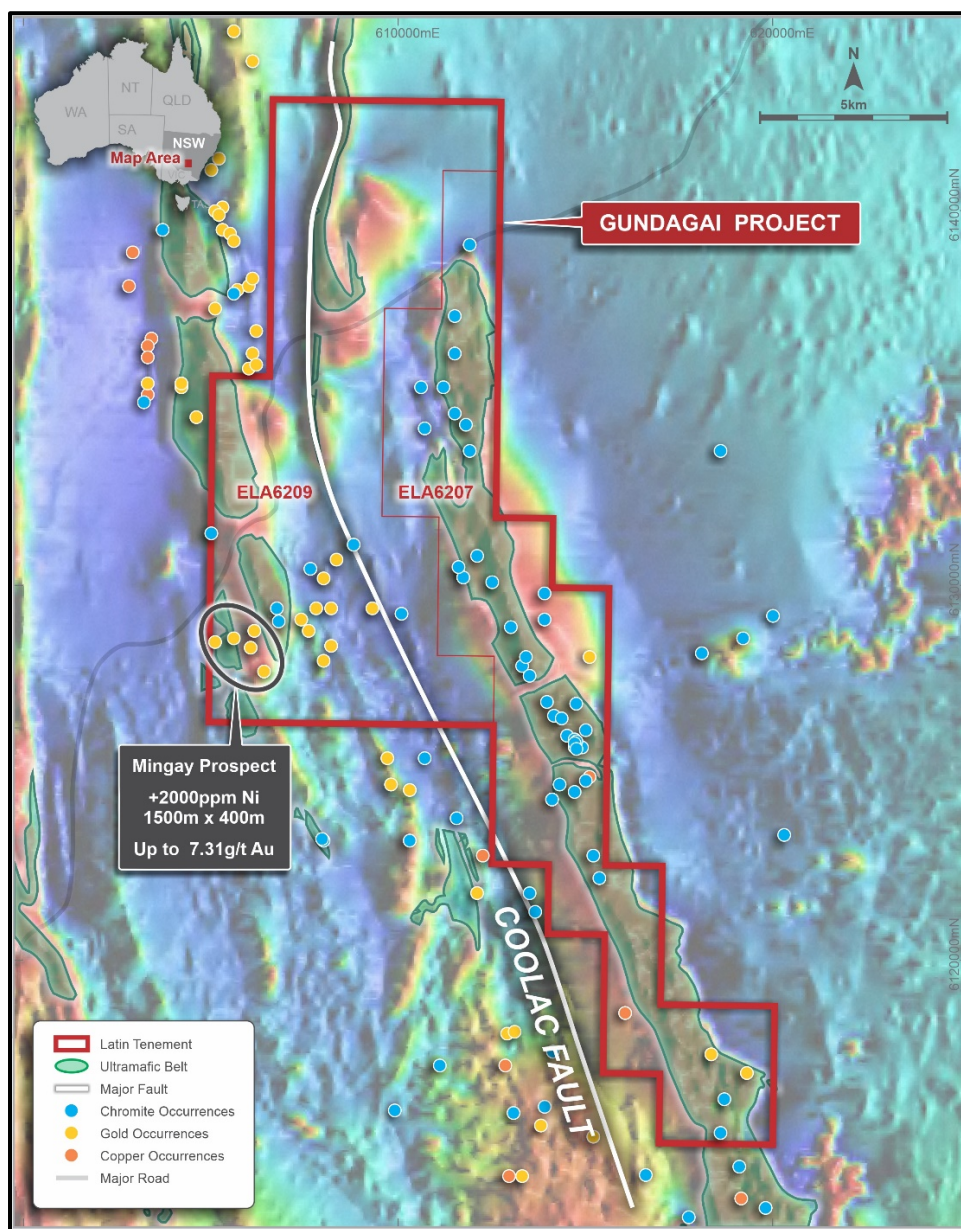 610000mE
620000mE
N
5km
6140000mN
WA
NT
QLD
SA
NSW
Map Area
TAS
GUNDAGAI PROJECT
ELA6209
ELA6207
6130000mN
Mingay Prospect
+2000ppm Ni
1500m x 400m
Up to 7.31g/t Au
COOLAC FAULT
6120000mN
Latin Tenement
Ultramafic Belt
Major Fault
Chromite Occurrences
Gold Occurrences
Copper Occurrences
Major Road